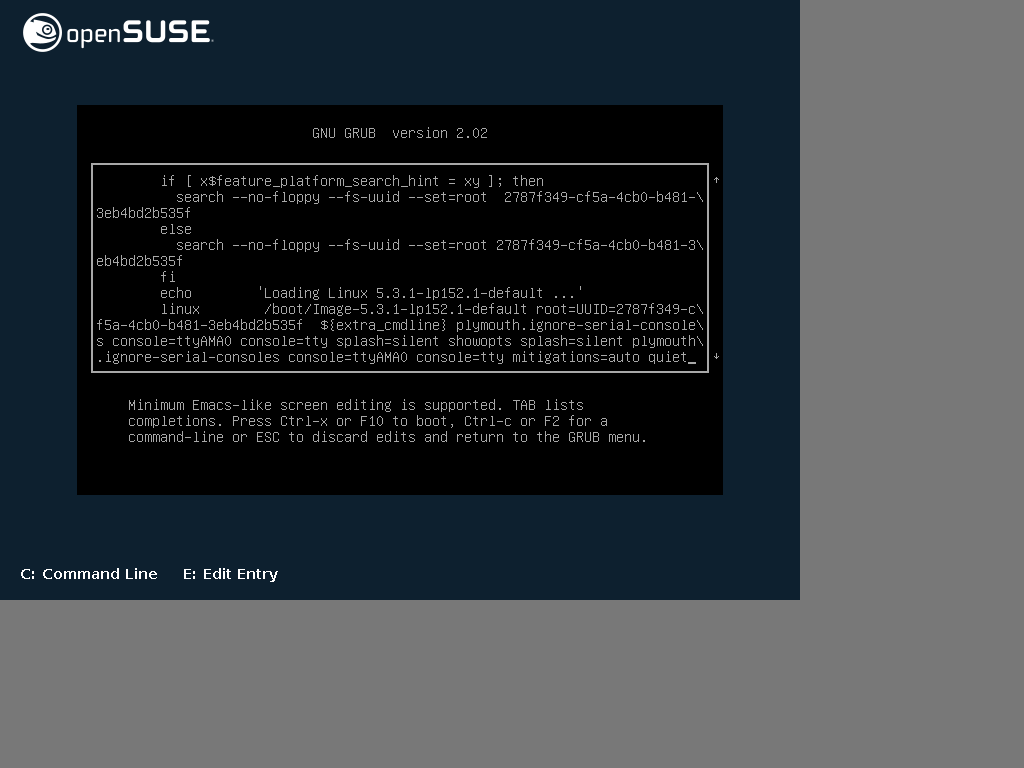 openSUSE.
GNU GRUB  version 2.02
if [ x$feature_platform_search_hint = xy ]; then
search --no-floppy --fs-uuid --set=root  2787f349-cf5a-4cb0-b481-\
3eb4bd2b535f
else
search --no-floppy --fs-uuid --set=root 2787f349-cf5a-4cb0-b481-3\
eb4bd2b535f
fi
echo        'Loading Linux 5.3.1-lp152.1-default ...'
linux        /boot/Image-5.3.1-lp152.1-default root=UUID=2787f349-c\
f5a-4cb0-b481-3eb4bd2b535f  ${extra_cmdline} plymouth.ignore-serial-console\
s console=ttyAMA0 console=tty splash=silent showopts splash=silent plymouth\
.ignore-serial-consoles console=ttyAMA0 console=tty mitigations=auto quiet_
Minimum Emacs-like screen editing is supported. TAB lists
completions. Press Ctrl-x or F10 to boot, Ctrl-c or F2 for a
command-line or ESC to discard edits and return to the GRUB menu.
C: Command Line    E: Edit Entry